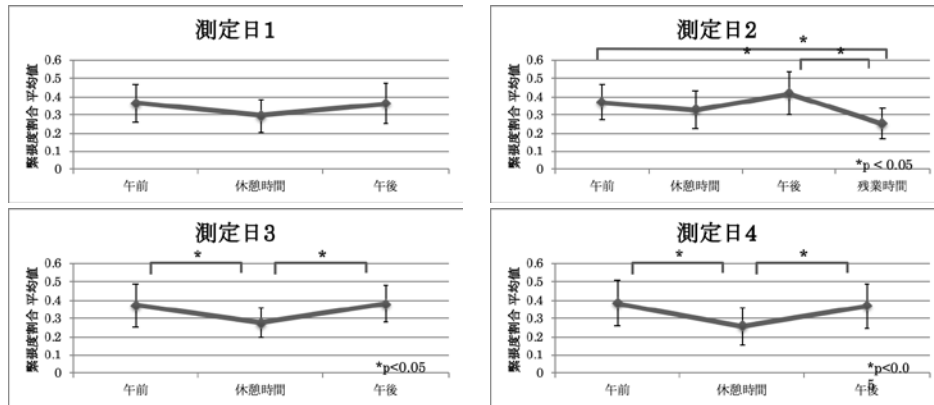 測定日1
緊張度割合 平均値
0.6
0.5
0.4
0.3
0.2
0.1
0
午前
休憩時間
午後
測定日2
*
*
*
緊張度割合 平均値
0.6
0.5
0.4
0.3
0.2
0.1
0
*p < 0.05
午前
休憩時間
午後
残業時間
測定日3
*
*
緊張度割合 平均値
0.6
0.5
0.4
0.3
0.2
0.1
0
*p<0.05
午前
休憩時間
午後
測定日4
*
*
緊張度割合 平均値
0.6
0.5
0.4
0.3
0.2
0.1
0
*p<0.0
5
午前
休憩時間
午後